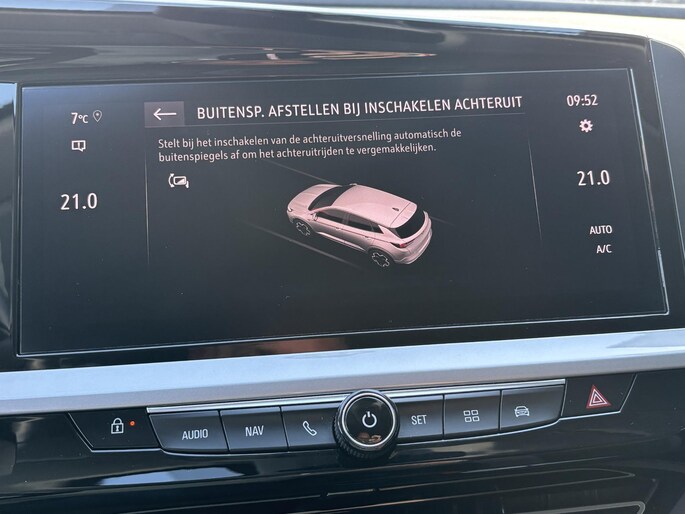 7°C
BUITENSP. AFSTELLEN BIJ INSCHAKELEN ACHTERUIT
09:52
Stelt bij het inschakelen van de achteruitversnelling automatisch de
buitenspiegels af om het achteruitrijden te vergemakkelijken.
21.0
21.0
AUTO
A/C
AUDIO
NAV
SET